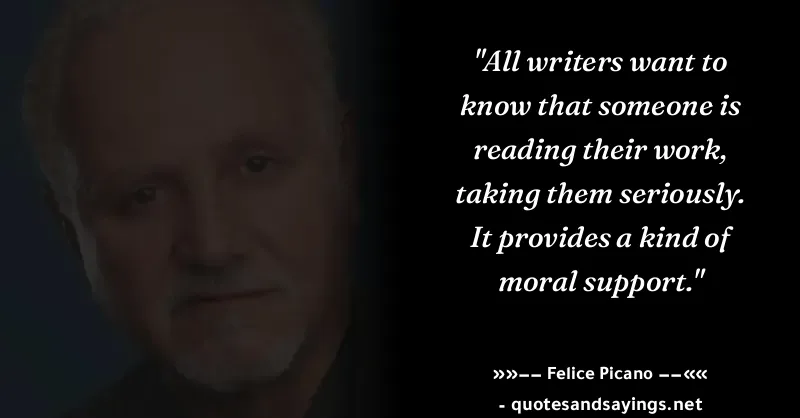 "All writers want to
know that someone is
reading their work,
taking them seriously.
It provides a kind of
moral support."
»»–– Felice Picano ––««
- quotesandsayings.net